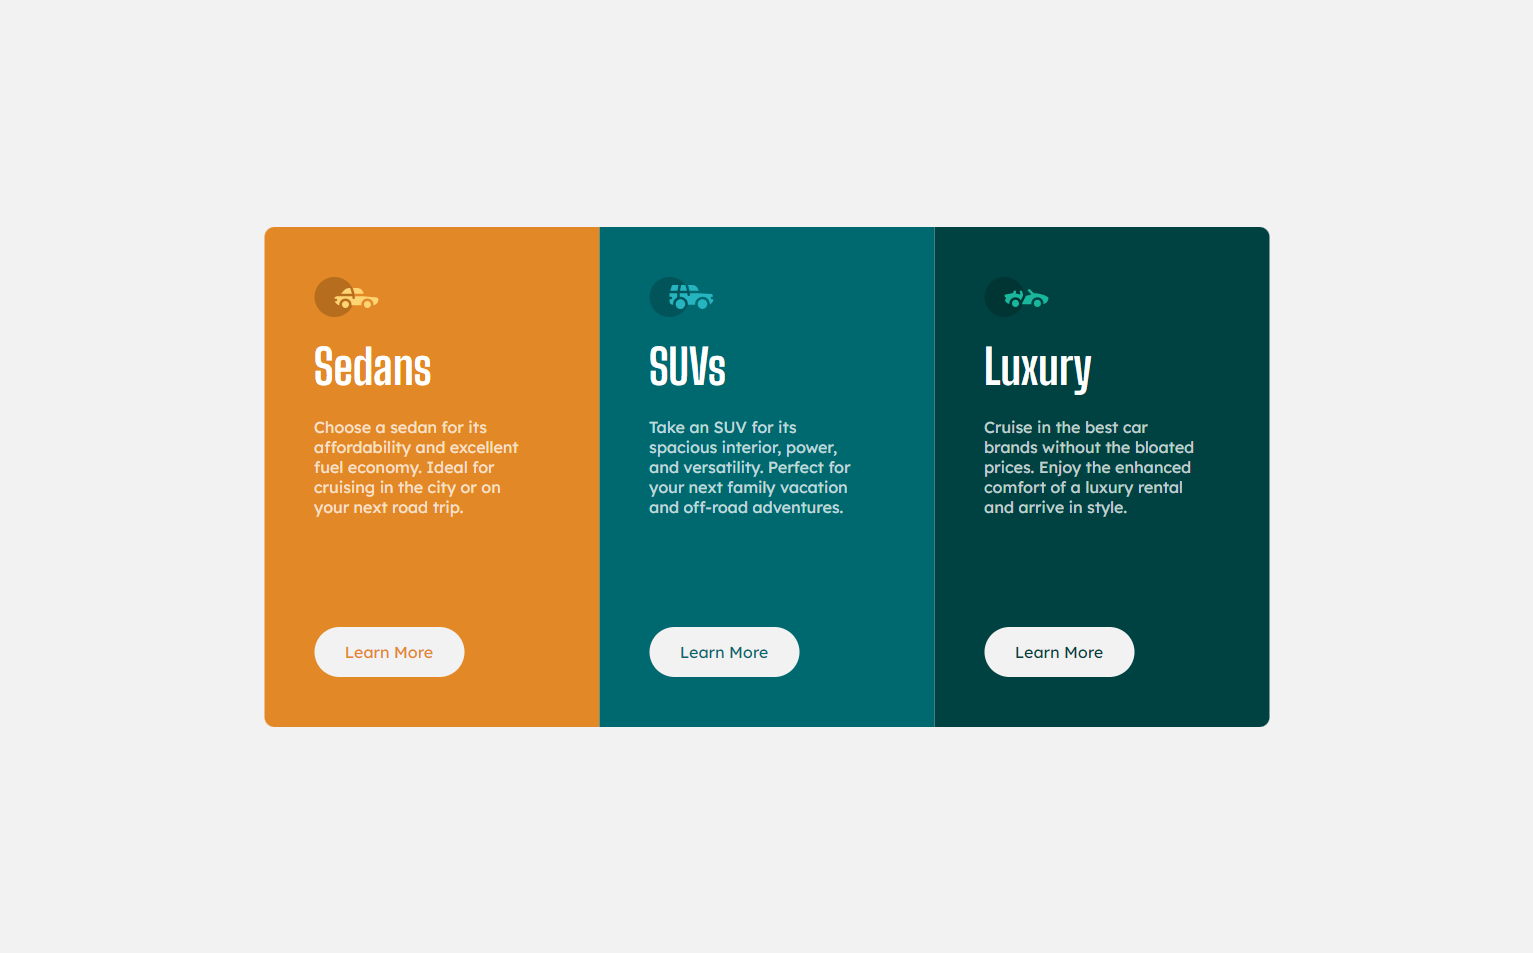 Sedans
Choose a sedan for its
affordability and excellent
fuel economy. Ideal for
cruising in the city or on
your next road trip.
Learn More
SUVs
Take an SUV for its
spacious interior, power,
and versatility. Perfect for
your next family vacation
and off-road adventures.
Learn More
Luxury
Cruise in the best car
brands without the bloated
prices. Enjoy the enhanced
comfort of a luxury rental
and arrive in style.
Learn More